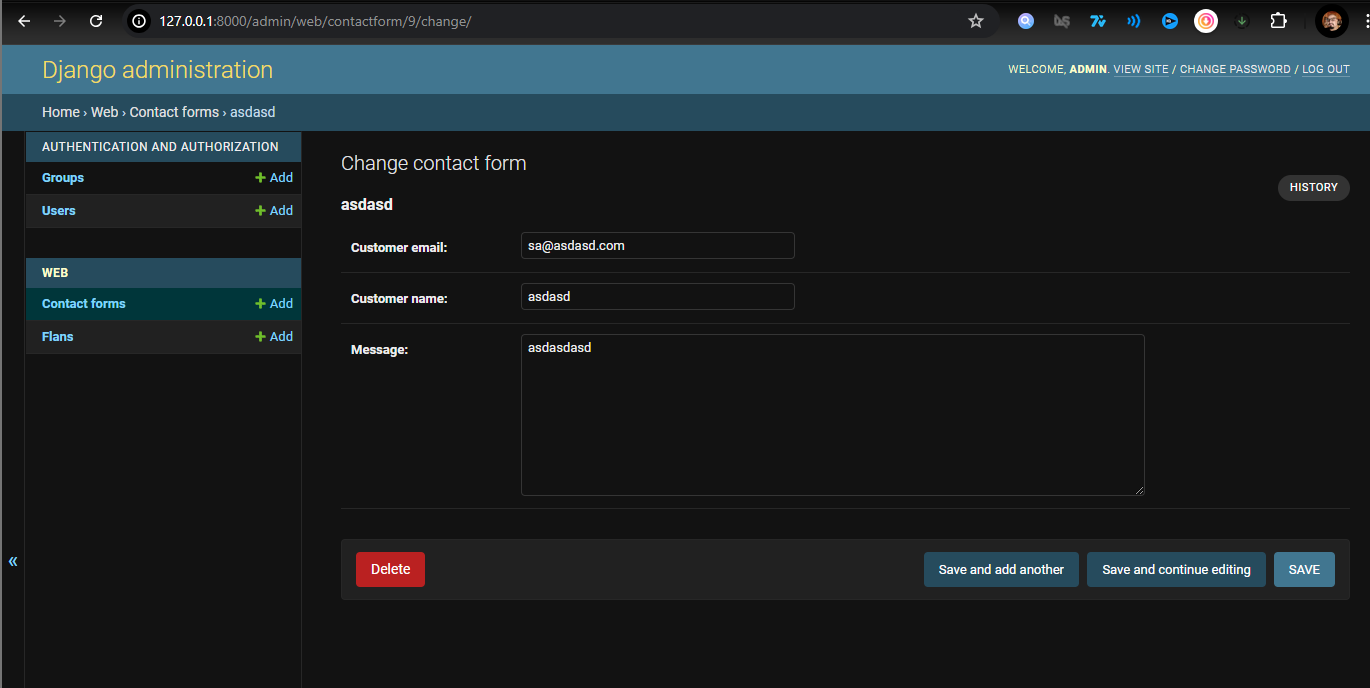 127.0.0.1:8000/admin/web/contactform/9/change/
Django administration
WELCOME, ADMIN. VIEW SITE / CHANGE PASSWORD / LOG OUT
Home › Web › Contact forms › asdasd
AUTHENTICATION AND AUTHORIZATION
Groups + Add
Users + Add
WEB
Contact forms + Add
Flans + Add
«
Change contact form
HISTORY
asdasd
Customer email: sa@asdasd.com
Customer name: asdasd
Message: asdasdasd
Delete Save and add another Save and continue editing SAVE